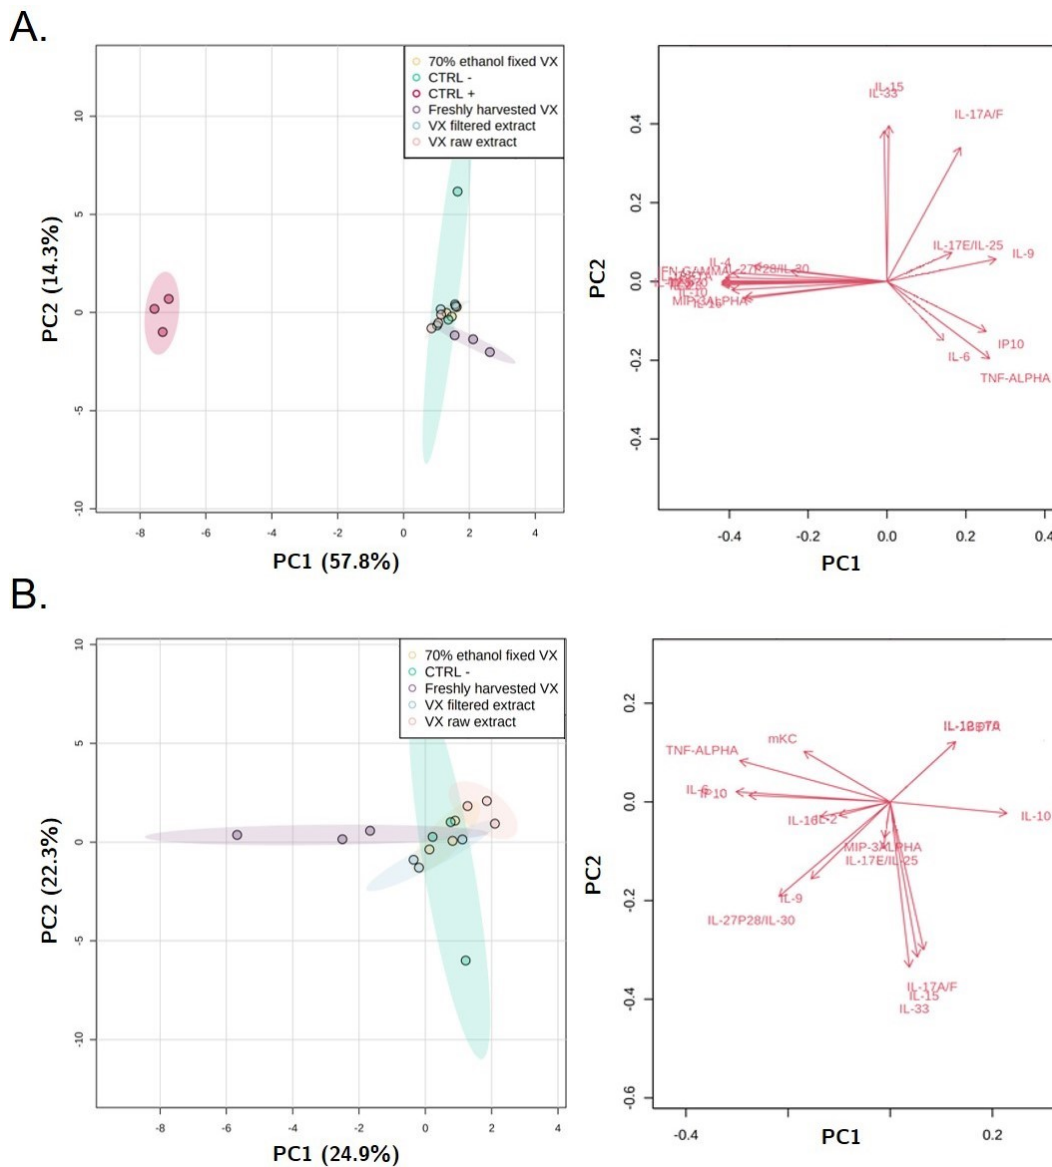 A.
70% ethanol fixed VX
CTRL -
CTRL +
Freshly harvested VX
VX filtered extract
VX raw extract
10
5
0
-5
-10
PC2 (14.3%)
-8 -6 -4 -2 0 2 4
PC1 (57.8%)
IL-15
IL-33
IL-17A/F
IL-17E/IL-25
IL-9
IL-4
IL-10
MIP-3ALPHA
IL-16
IP10
IL-6
TNF-ALPHA
0.4
0.2
0.0
-0.2
-0.4
PC2
-0.4 -0.2 0.0 0.2 0.4
PC1
B.
70% ethanol fixed VX
CTRL -
Freshly harvested VX
VX filtered extract
VX raw extract
10
5
0
-5
-10
PC2 (22.3%)
-8 -6 -4 -2 0 2 4
PC1 (24.9%)
mKC
TNF-ALPHA
IL-6
IP10
IL-10
IL-16
IL-2
MIP-3ALPHA
IL-17E/IL-25
IL-9
IL-27P28/IL-30
IL-17A/F
IL-15
IL-33
0.2
0.0
-0.2
-0.4
-0.6
PC2
-0.4 0.2
PC1